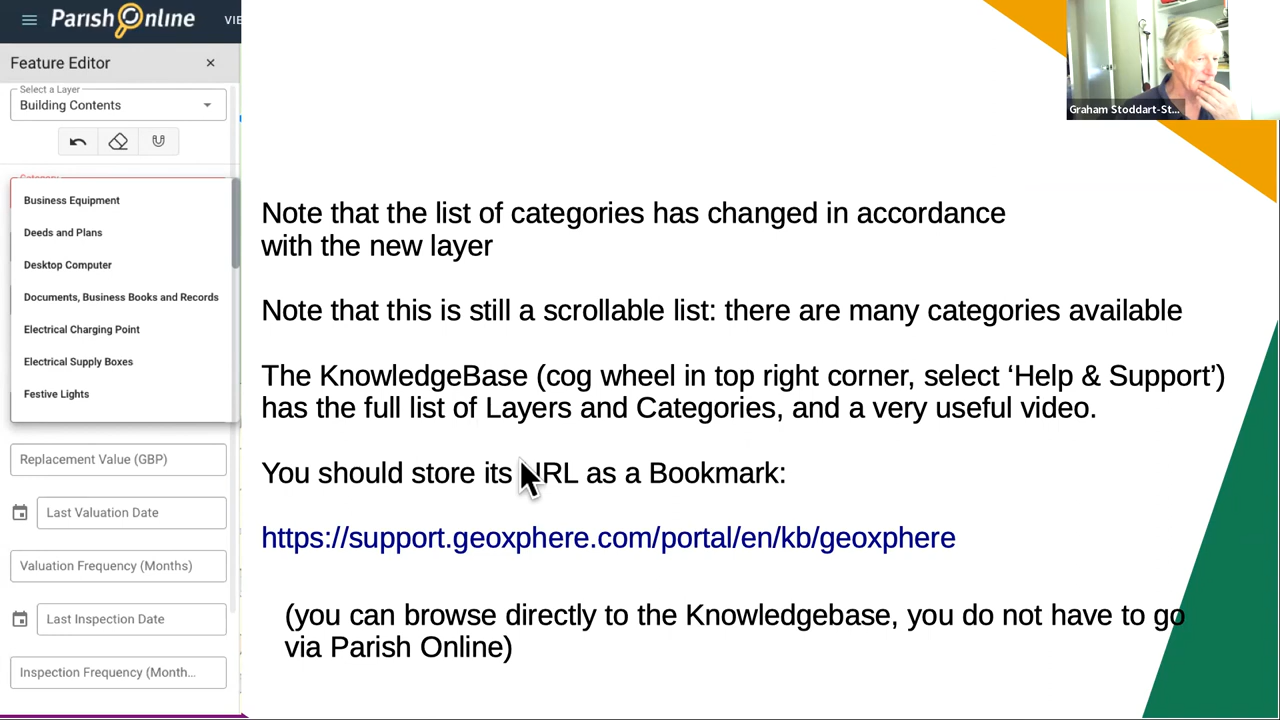 Parish Online
VIE
Feature Editor
Select a Layer
Building Contents
Business Equipment
Deeds and Plans
Desktop Computer
Documents, Business Books and Records
Electrical Charging Point
Electrical Supply Boxes
Festive Lights
Replacement Value (GBP)
Last Valuation Date
Valuation Frequency (Months)
Last Inspection Date
Inspection Frequency (Month...
Graham Stoddart-St...
Note that the list of categories has changed in accordance
with the new layer
Note that this is still a scrollable list: there are many categories available
The KnowledgeBase (cog wheel in top right corner, select ‘Help & Support’)
has the full list of Layers and Categories, and a very useful video.
You should store its URL as a Bookmark:
https://support.geoxphere.com/portal/en/kb/geoxphere
(you can browse directly to the Knowledgebase, you do not have to go
via Parish Online)